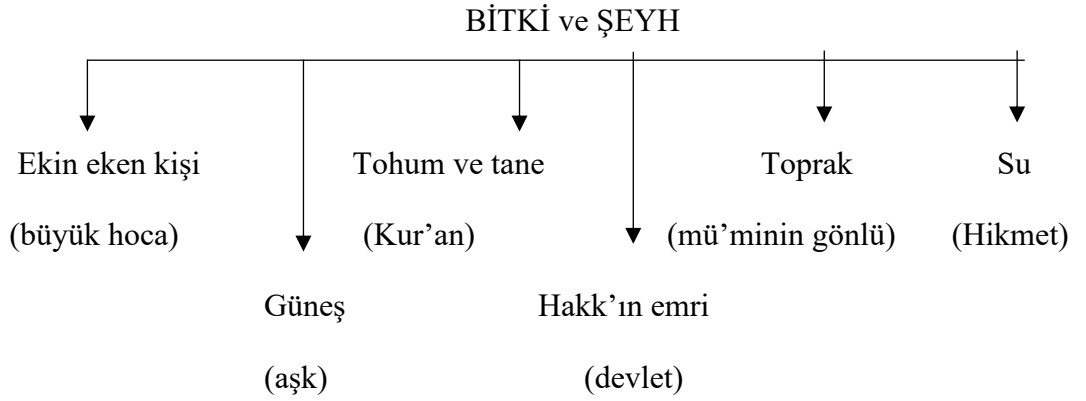 BİTKİ ve ŞEYH
Ekin eken kişi Tohum ve tane Toprak Su
(büyük hoca) (Kur’an) (mü’minin gönlü) (Hikmet)
Güneş Hakk’ın emri
(aşk) (devlet)